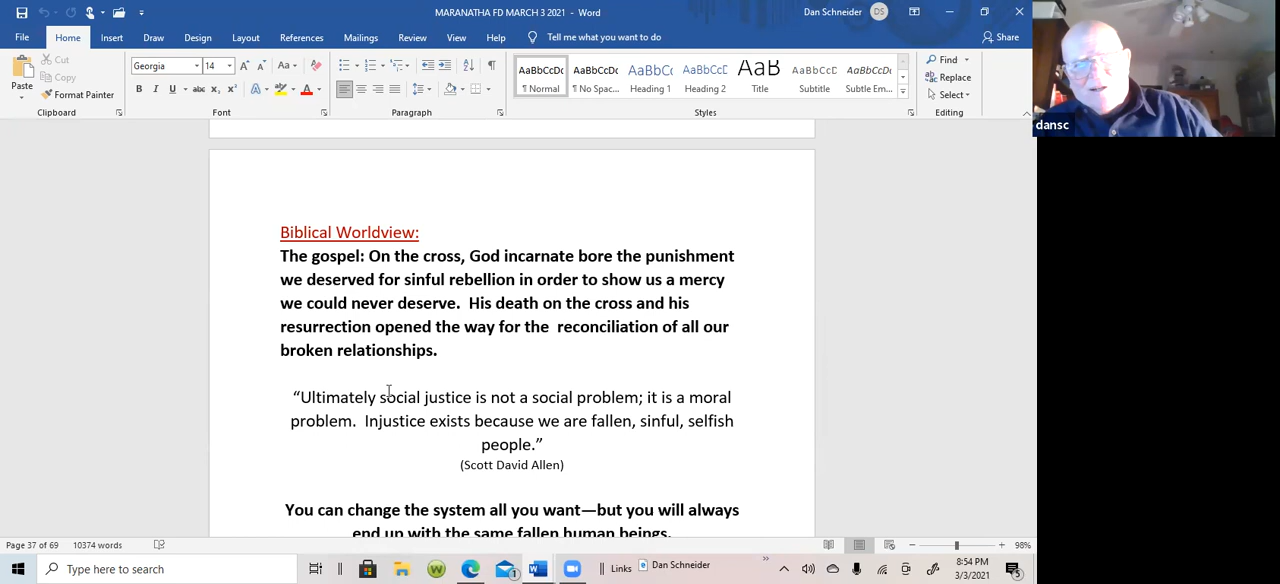 MARANATHA FD MARCH 3 2021 - Word
Dan Schneider
DS
File Home Insert Draw Design Layout References Mailings Review View Help Tell me what you want to do
Share
Paste
Cut
Copy
Format Painter
Clipboard
Georgia 14
Font
Paragraph
AaBbCcDc AaBbCcDc AaBbCc AaBbCcD AaB AaBbCcD AaBbCcDc
¶ Normal ¶ No Spac... Heading 1 Heading 2 Title Subtitle Subtle Em...
Styles
Find
Replace
Select
Editing
dansc
Biblical Worldview:
The gospel: On the cross, God incarnate bore the punishment
we deserved for sinful rebellion in order to show us a mercy
we could never deserve.  His death on the cross and his
resurrection opened the way for the  reconciliation of all our
broken relationships.
“Ultimately social justice is not a social problem; it is a moral
problem.  Injustice exists because we are fallen, sinful, selfish
people.”
(Scott David Allen)
You can change the system all you want—but you will always
end up with the same fallen human beings.
Page 37 of 69 10374 words
98%
Type here to search
Links
Dan Schneider
8:54 PM
3/3/2021